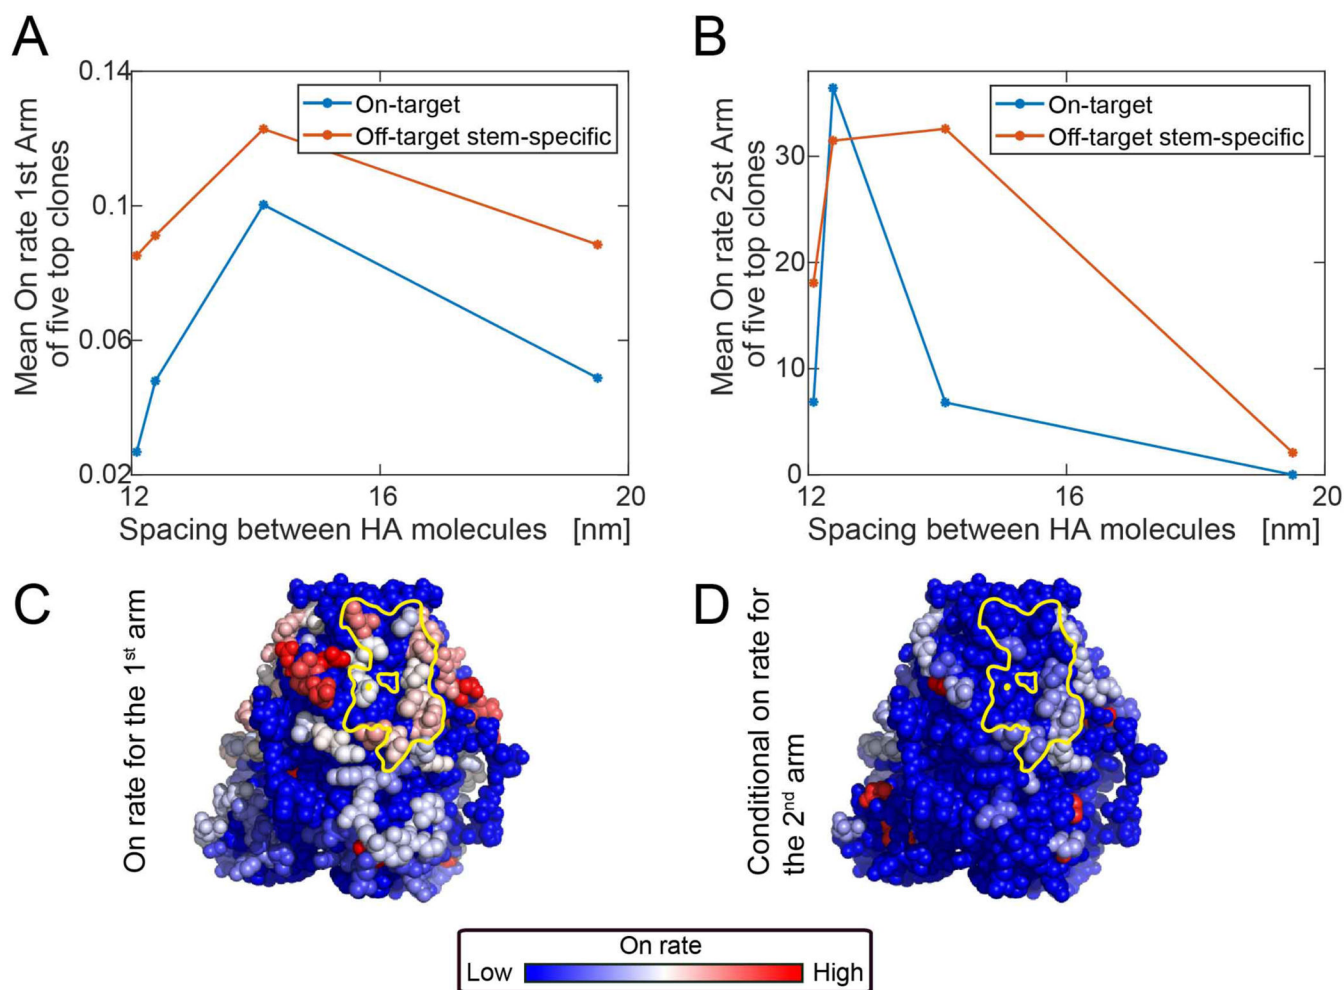 A
Mean On rate 1st Arm
of five top clones
0.14
0.1
0.06
0.02
12
16
20
On-target
Off-target stem-specific
Spacing between HA molecules [nm]
B
Mean On rate 2st Arm
of five top clones
30
20
10
0
12
16
20
On-target
Off-target stem-specific
Spacing between HA molecules [nm]
C
On rate for the 1st arm
D
Conditional on rate for
the 2nd arm
On rate
Low
High